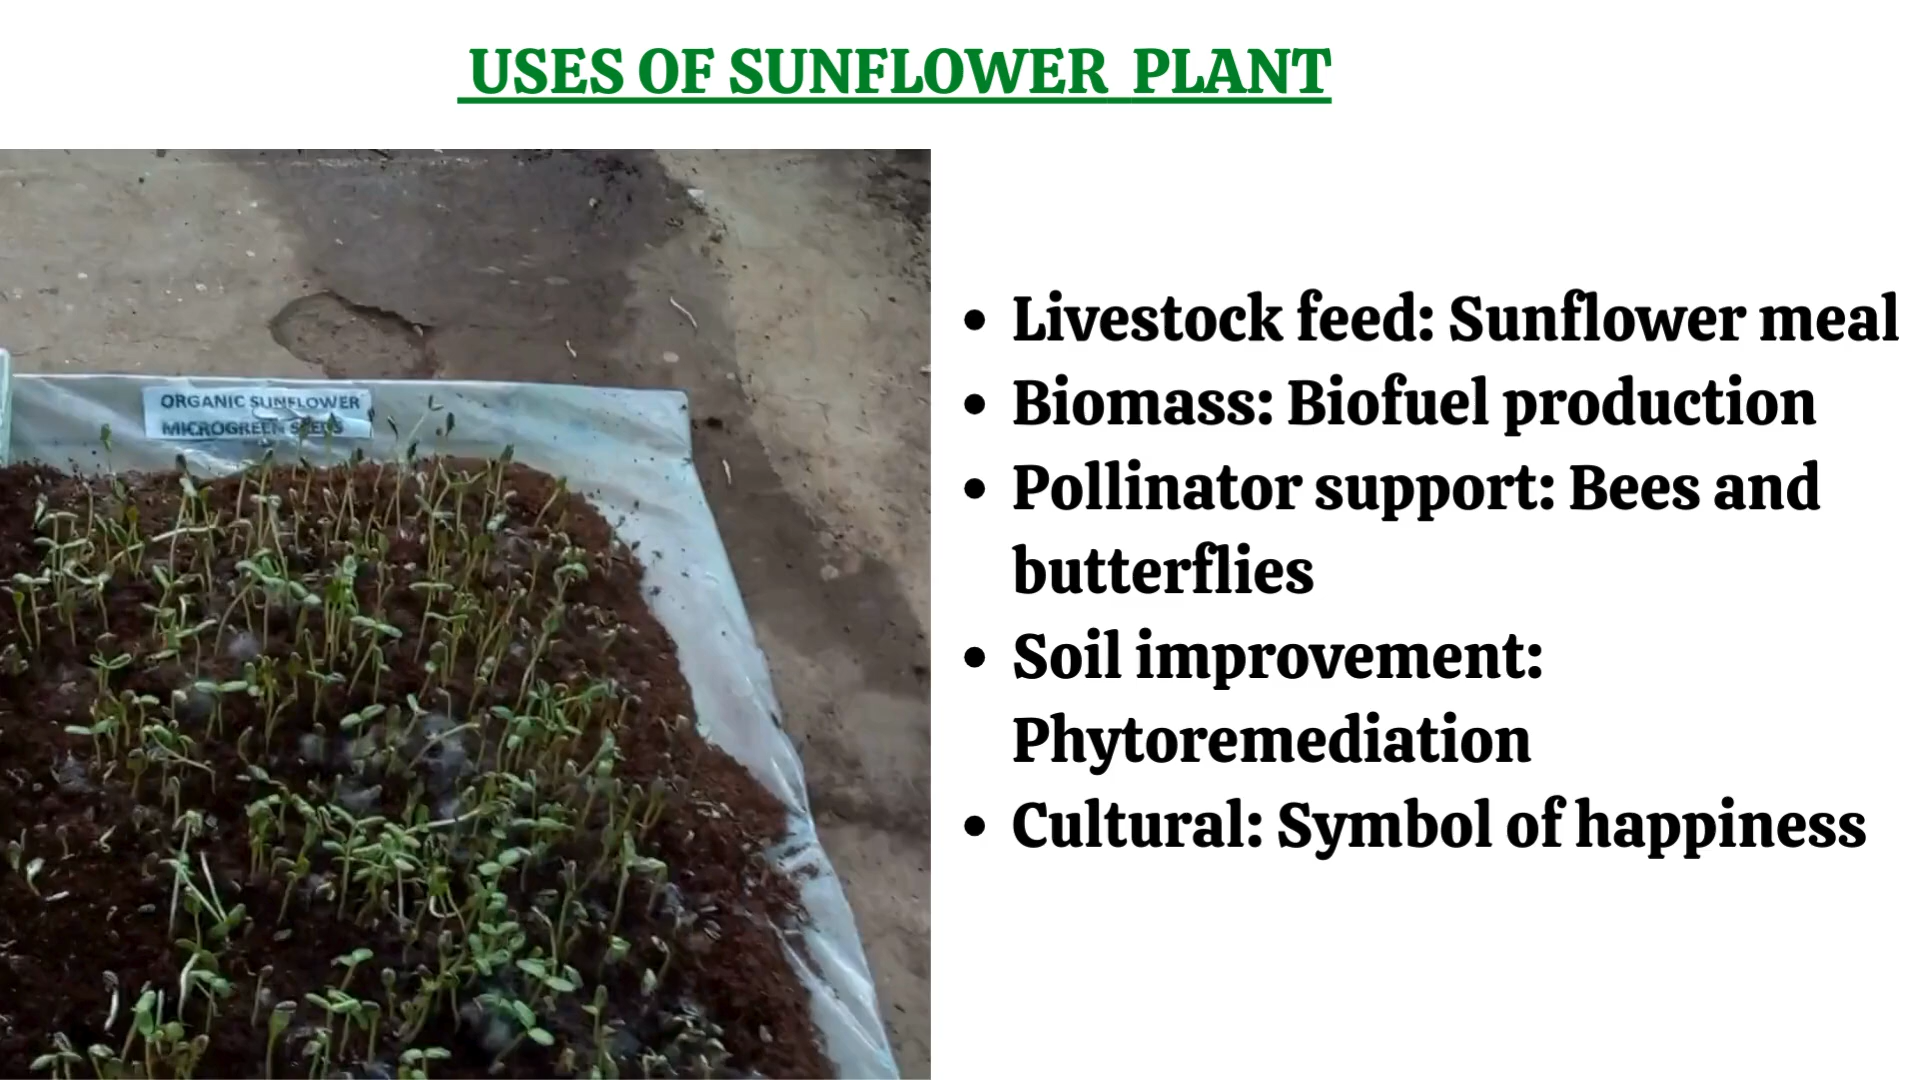 USES OF SUNFLOWER PLANT
ORGANIC SUNFLOWER
MICROGREEN SEEDS
• Livestock feed: Sunflower meal
• Biomass: Biofuel production
• Pollinator support: Bees and
butterflies
• Soil improvement:
Phytoremediation
• Cultural: Symbol of happiness